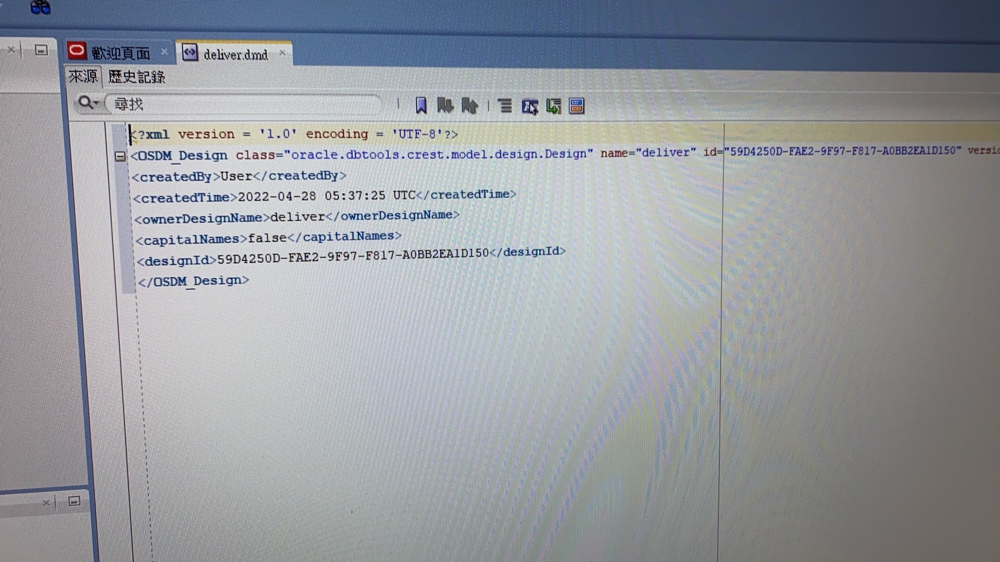 歡迎頁面
deliver.dmd
來源 歷史記錄
尋找
<?xml version = '1.0' encoding = 'UTF-8'?>
<OSDM_Design class="oracle.dbtools.crest.model.design.Design" name="deliver" id="59D4250D-FAE2-9F97-F817-A0BB2EA1D150"
<createdBy>User</createdBy>
<createdTime>2022-04-28 05:37:25 UTC</createdTime>
<ownerDesignName>deliver</ownerDesignName>
<capitalNames>false</capitalNames>
<designId>59D4250D-FAE2-9F97-F817-A0BB2EA1D150</designId>
</OSDM_Design>